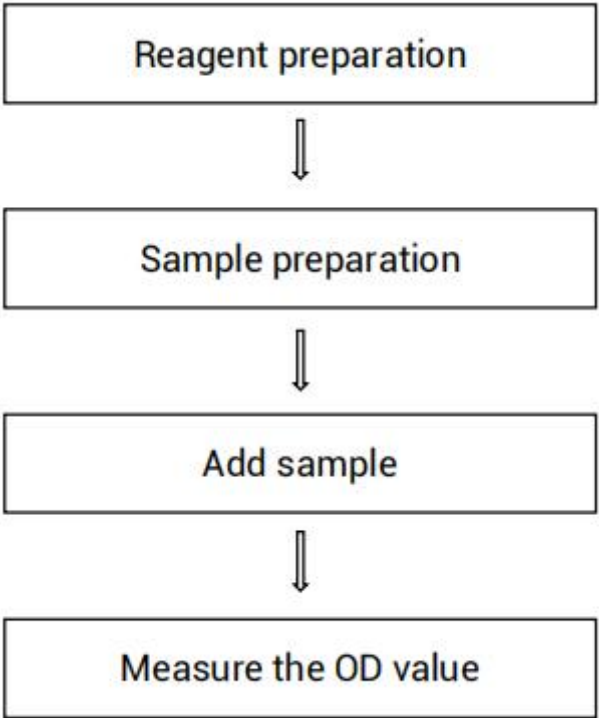 Reagent preparation
Sample preparation
Add sample
Measure the OD value